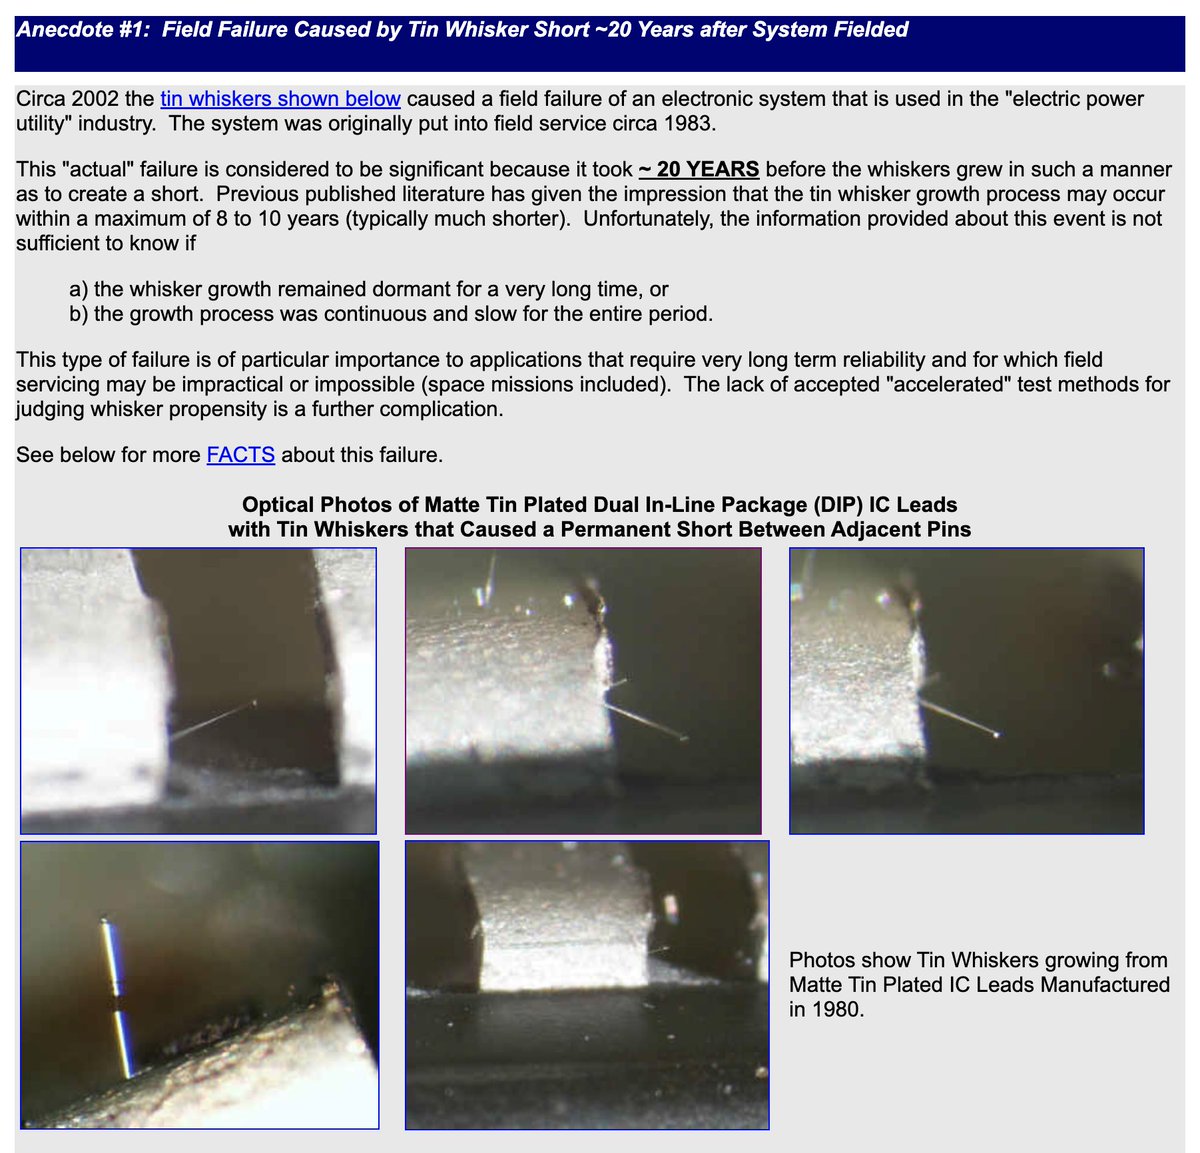 Anecdote #1:  Field Failure Caused by Tin Whisker Short ~20 Years after System Fielded
Circa 2002 the tin whiskers shown below caused a field failure of an electronic system that is used in the "electric power
utility" industry.  The system was originally put into field service circa 1983.
This "actual" failure is considered to be significant because it took ~ 20 YEARS before the whiskers grew in such a manner
as to create a short.  Previous published literature has given the impression that the tin whisker growth process may occur
within a maximum of 8 to 10 years (typically much shorter).  Unfortunately, the information provided about this event is not
sufficient to know if
a) the whisker growth remained dormant for a very long time, or
b) the growth process was continuous and slow for the entire period.
This type of failure is of particular importance to applications that require very long term reliability and for which field
servicing may be impractical or impossible (space missions included).  The lack of accepted "accelerated" test methods for
judging whisker propensity is a further complication.
See below for more FACTS about this failure.
Optical Photos of Matte Tin Plated Dual In-Line Package (DIP) IC Leads
with Tin Whiskers that Caused a Permanent Short Between Adjacent Pins
Photos show Tin Whiskers growing from
Matte Tin Plated IC Leads Manufactured
in 1980.